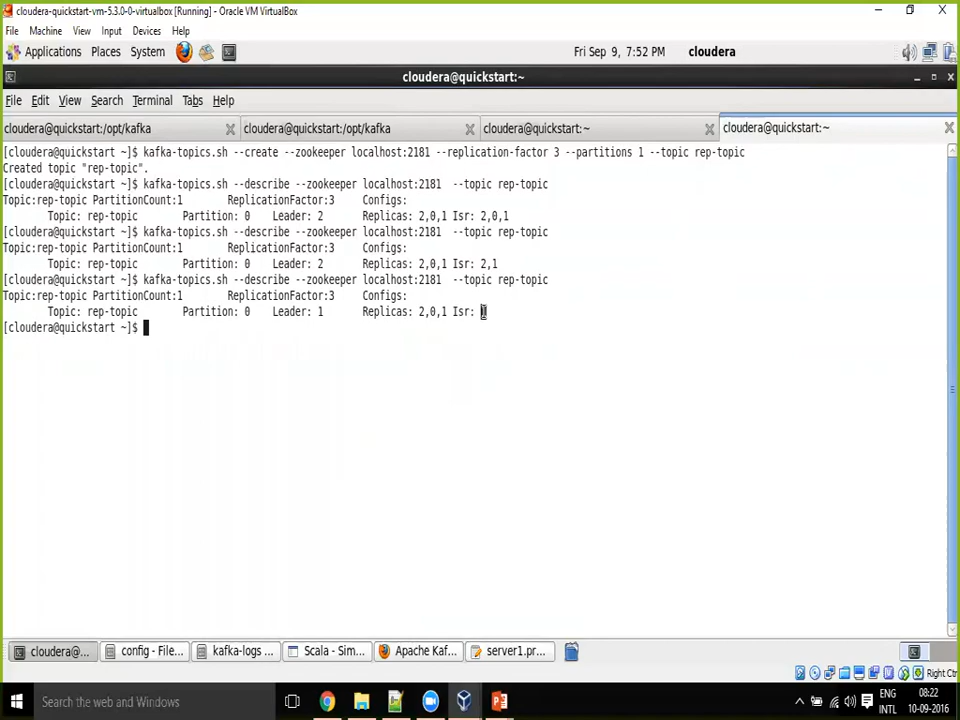 cloudera-quickstart-vm-5.3.0-0-virtualbox [Running] - Oracle VM VirtualBox
File Machine View Input Devices Help
Applications Places System Fri Sep 9, 7:52 PM cloudera
cloudera@quickstart:~
File Edit View Search Terminal Tabs Help
cloudera@quickstart:/opt/kafka cloudera@quickstart:/opt/kafka cloudera@quickstart:~ cloudera@quickstart:~
[cloudera@quickstart ~]$ kafka-topics.sh --create --zookeeper localhost:2181 --replication-factor 3 --partitions 1 --topic rep-topic
Created topic "rep-topic".
[cloudera@quickstart ~]$ kafka-topics.sh --describe --zookeeper localhost:2181 --topic rep-topic
Topic:rep-topic PartitionCount:1 ReplicationFactor:3 Configs:
Topic: rep-topic Partition: 0 Leader: 2 Replicas: 2,0,1 Isr: 2,0,1
[cloudera@quickstart ~]$ kafka-topics.sh --describe --zookeeper localhost:2181 --topic rep-topic
Topic:rep-topic PartitionCount:1 ReplicationFactor:3 Configs:
Topic: rep-topic Partition: 0 Leader: 2 Replicas: 2,0,1 Isr: 2,1
[cloudera@quickstart ~]$ kafka-topics.sh --describe --zookeeper localhost:2181 --topic rep-topic
Topic:rep-topic PartitionCount:1 ReplicationFactor:3 Configs:
Topic: rep-topic Partition: 0 Leader: 1 Replicas: 2,0,1 Isr:
[cloudera@quickstart ~]$
cloudera@... config - File... kafka-logs ... Scala - Sim... Apache Kaf... server1.pr...
Right Ctrl
Search the web and Windows
ENG 08:22
INTL 10-09-2016